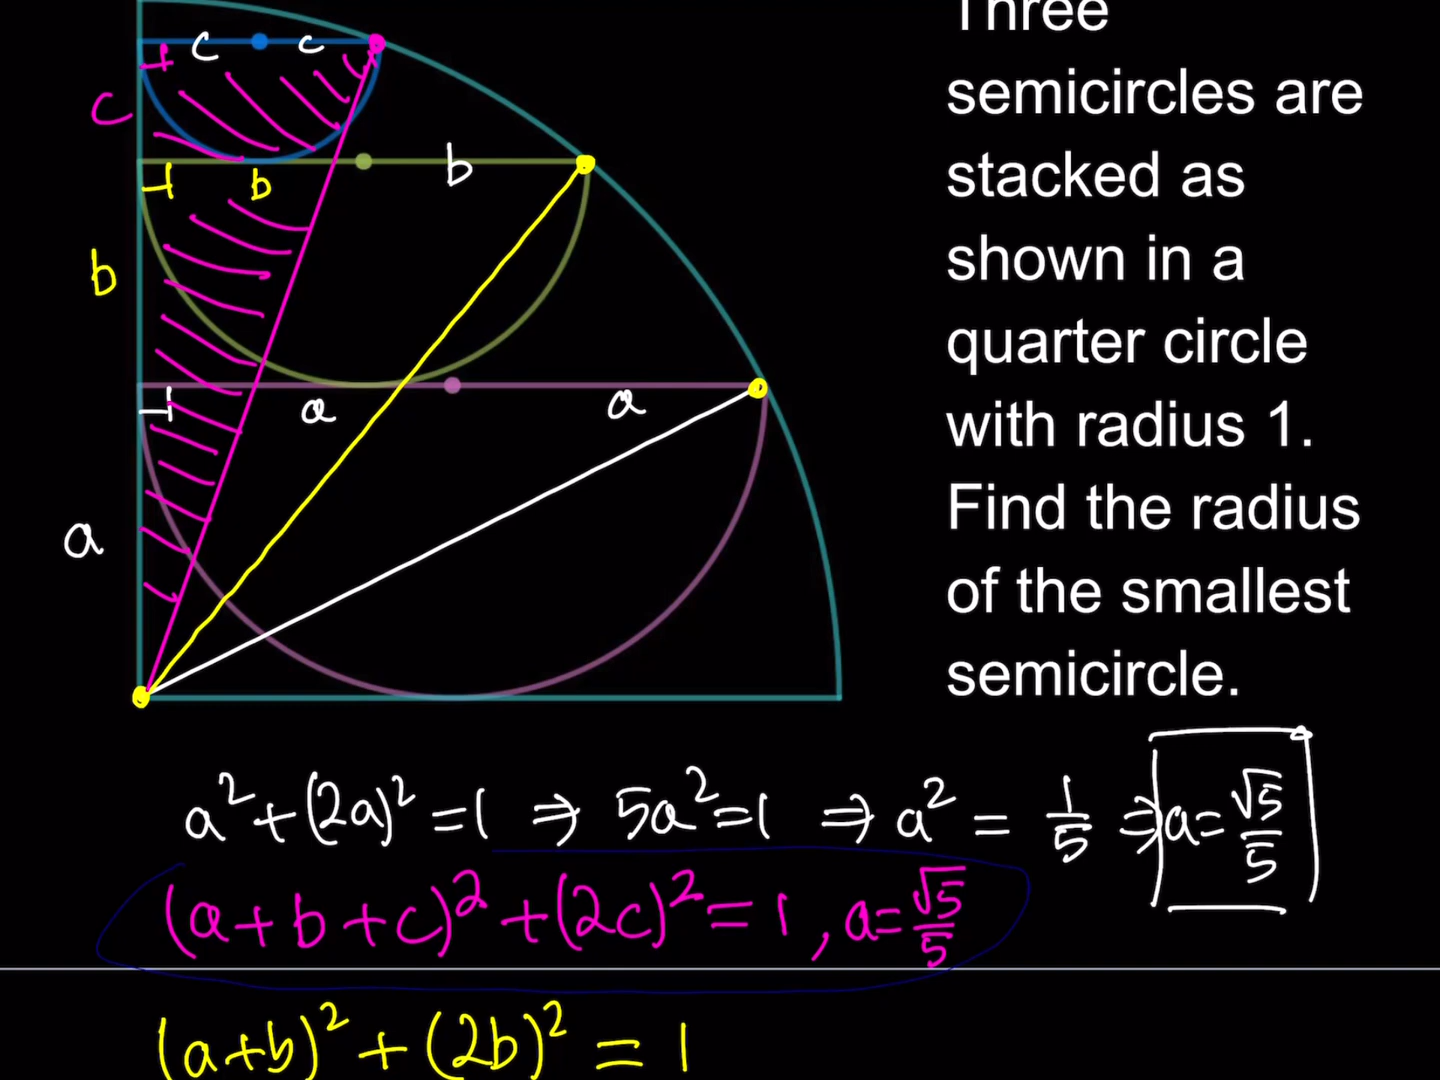 Three
semicircles are
stacked as
shown in a
quarter circle
with radius 1.
Find the radius
of the smallest
semicircle.
c c
c
b
b b
a a
a
a² + (2a)² = 1 ⇒ 5a² = 1 ⇒ a² = 1/5 ⇒ a = √5/5
(a + b + c)² + (2c)² = 1, a = √5/5
(a + b)² + (2b)² = 1